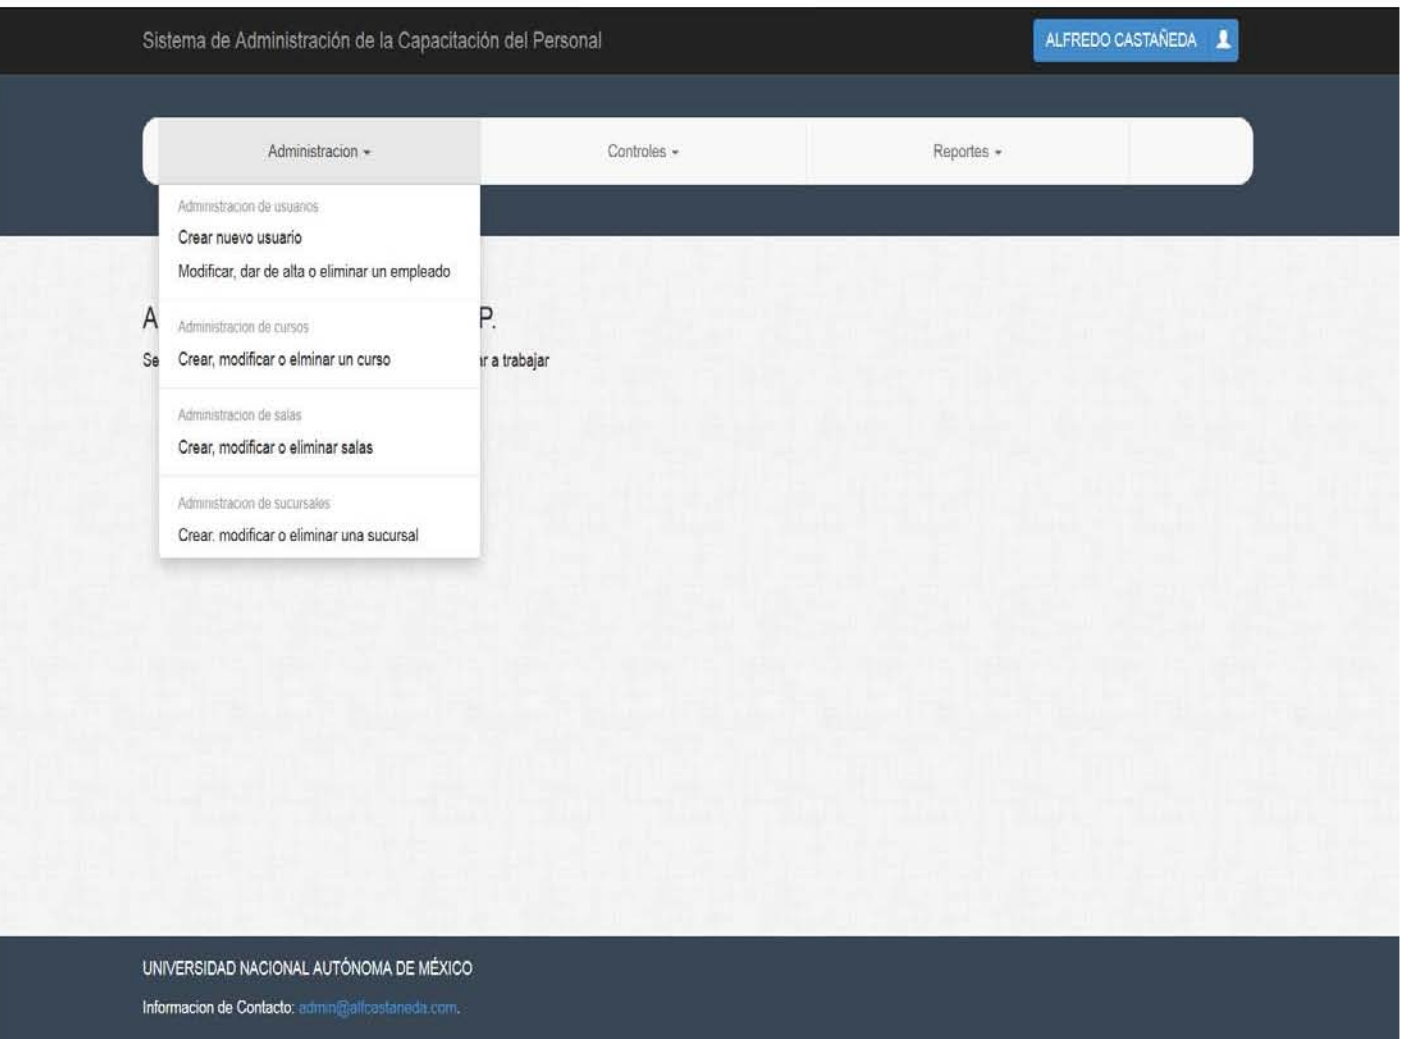 Sistema de Administración de la Capacitación del Personal
ALFREDO CASTAÑEDA
Administracion
Controles
Reportes
Administracion de usuarios
Crear nuevo usuario
Modificar, dar de alta o eliminar un empleado
A
P.
Administracion de cursos
Se
Crear, modificar o elminar un curso
ar a trabajar
Administracion de salas
Crear, modificar o eliminar salas
Administracion de sucursales
Crear. modificar o eliminar una sucursal
UNIVERSIDAD NACIONAL AUTÓNOMA DE MÉXICO
Informacion de Contacto: admin@alfcastaneda.com.